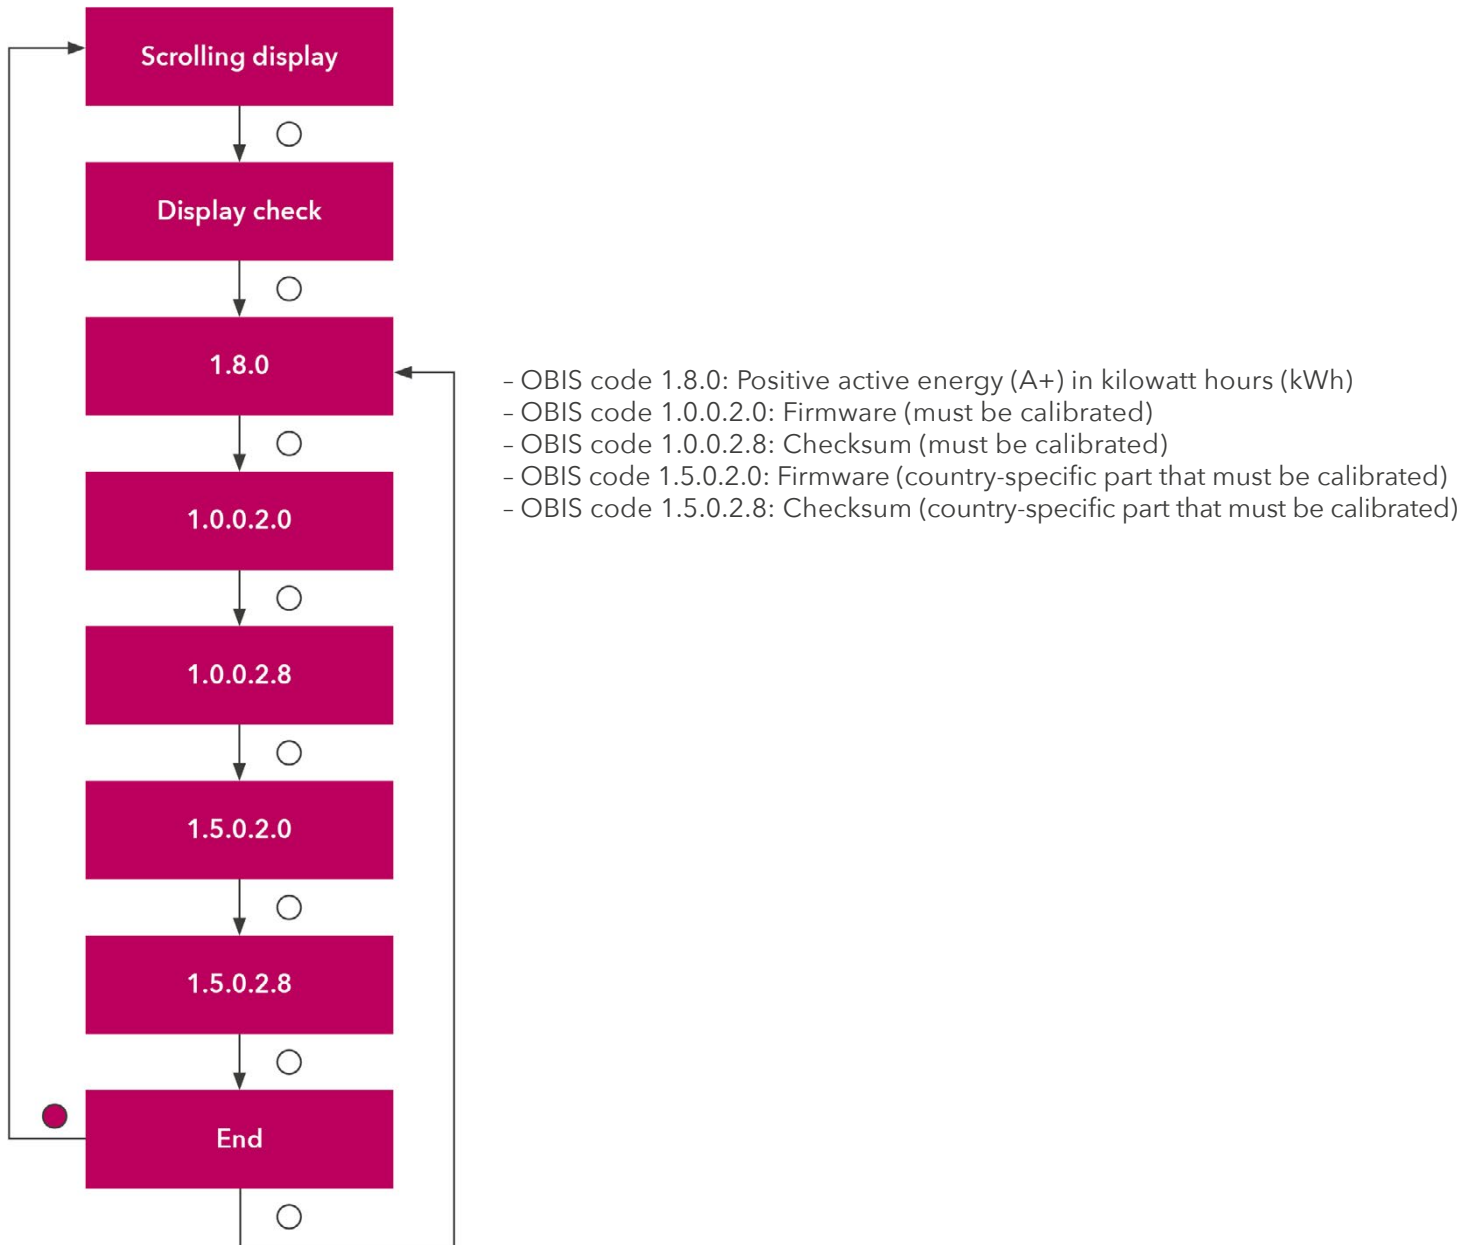 Scrolling display
Display check
1.8.0
1.0.0.2.0
1.0.0.2.8
1.5.0.2.0
1.5.0.2.8
End
– OBIS code 1.8.0: Positive active energy (A+) in kilowatt hours (kWh)
– OBIS code 1.0.0.2.0: Firmware (must be calibrated)
– OBIS code 1.0.0.2.8: Checksum (must be calibrated)
– OBIS code 1.5.0.2.0: Firmware (country-specific part that must be calibrated)
– OBIS code 1.5.0.2.8: Checksum (country-specific part that must be calibrated)